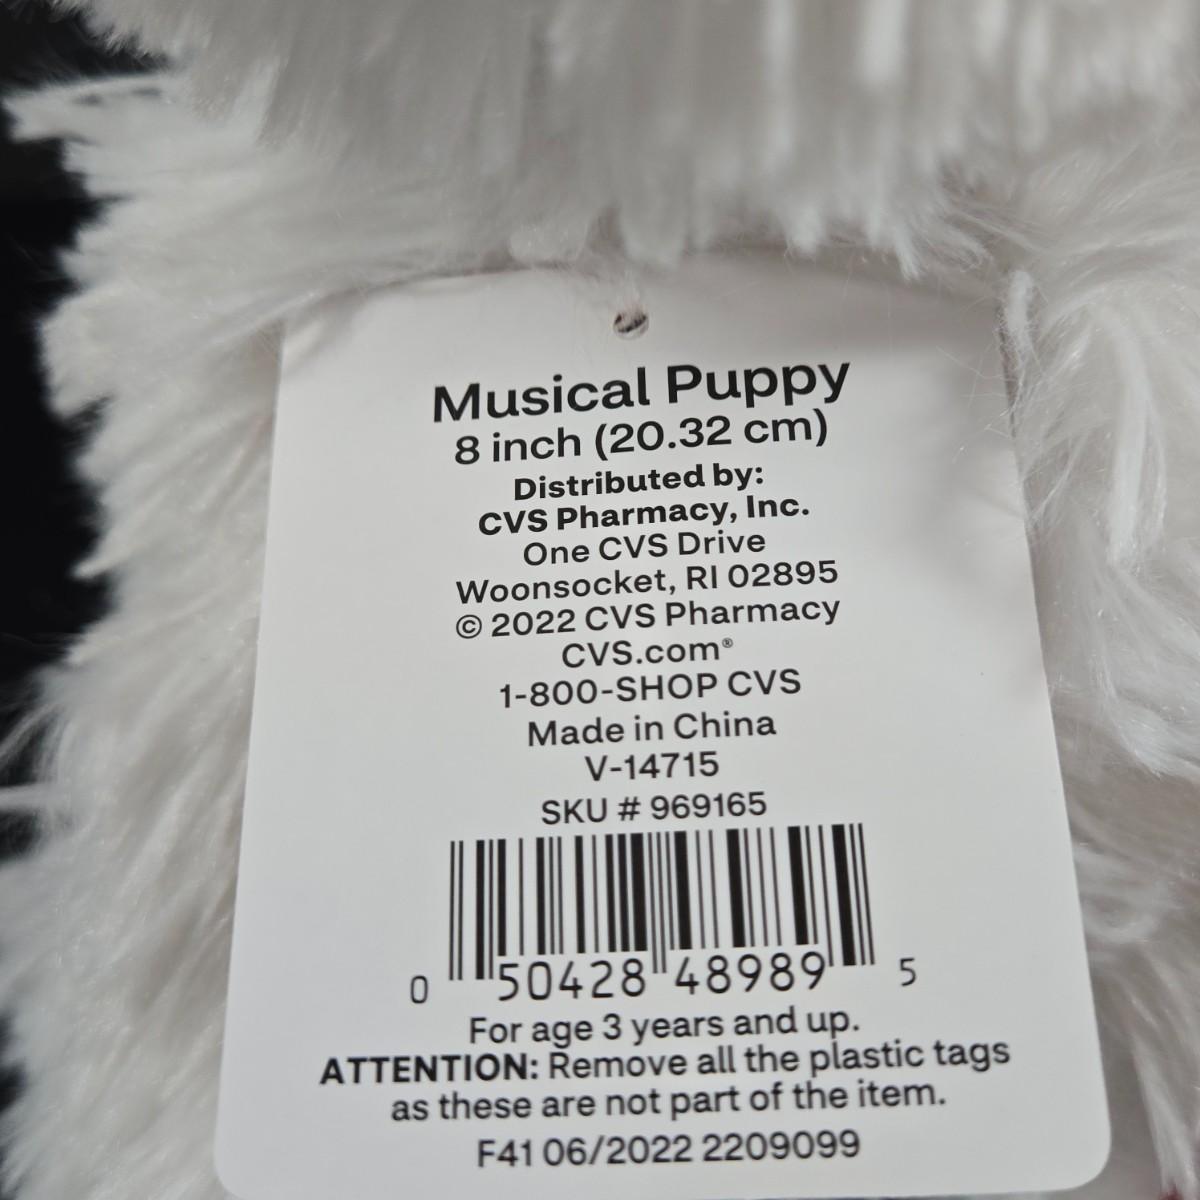 Musical Puppy
8 inch (20.32 cm)
Distributed by:
CVS Pharmacy, Inc.
One CVS Drive
Woonsocket, RI 02895
© 2022 CVS Pharmacy
CVS.com®
1-800-SHOP CVS
Made in China
V-14715
SKU # 969165
0 50428 48989 5
For age 3 years and up.
ATTENTION: Remove all the plastic tags
as these are not part of the item.
F41 06/2022 2209099